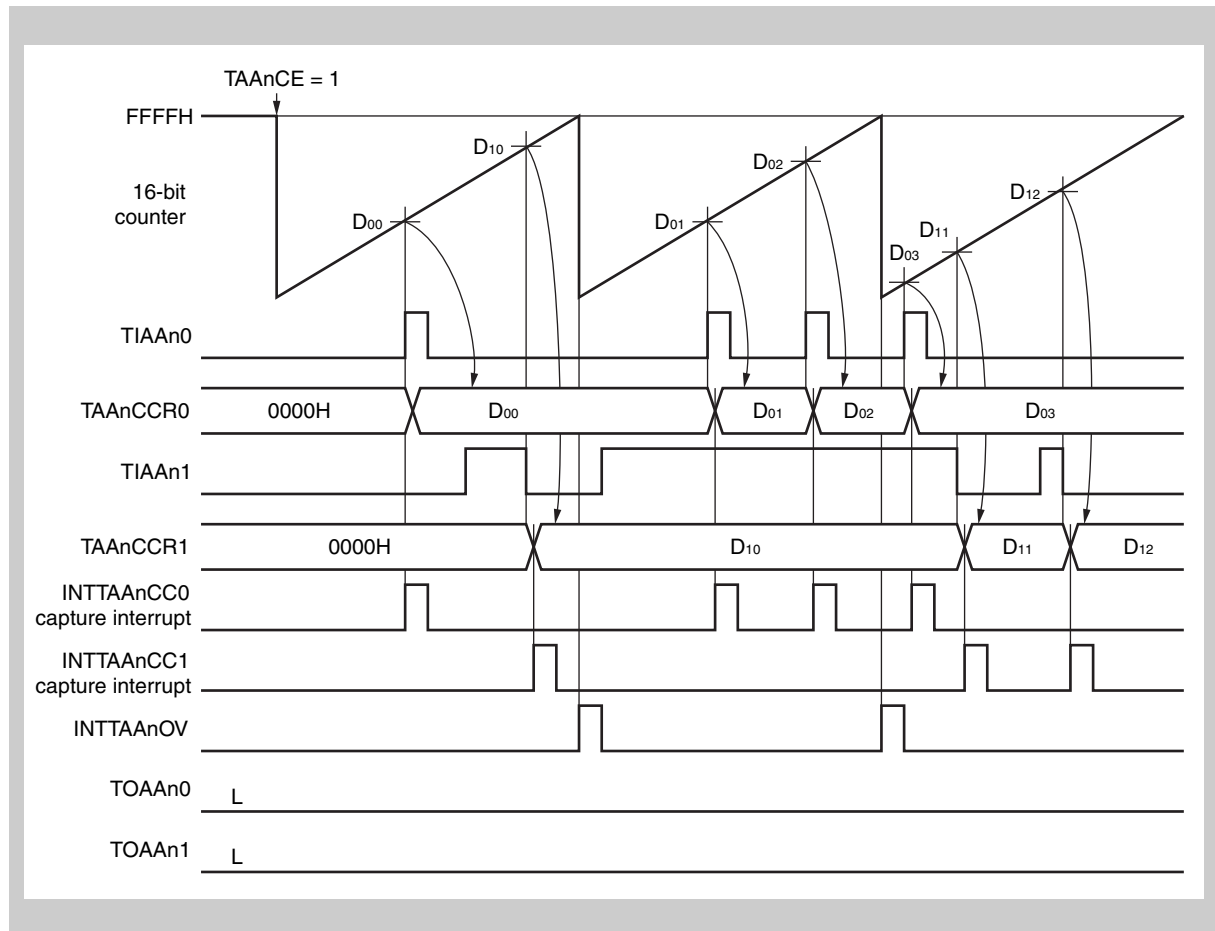 TAAnCE = 1
FFFFH
16-bit
counter
D10
D00
D02
D01
D12
D11
D03
TIAAn0
TAAnCCR0
0000H
D00
D01
D02
D03
TIAAn1
TAAnCCR1
0000H
D10
D11
D12
INTTAAnCC0
capture interrupt
INTTAAnCC1
capture interrupt
INTTAAnOV
TOAAn0
L
TOAAn1
L